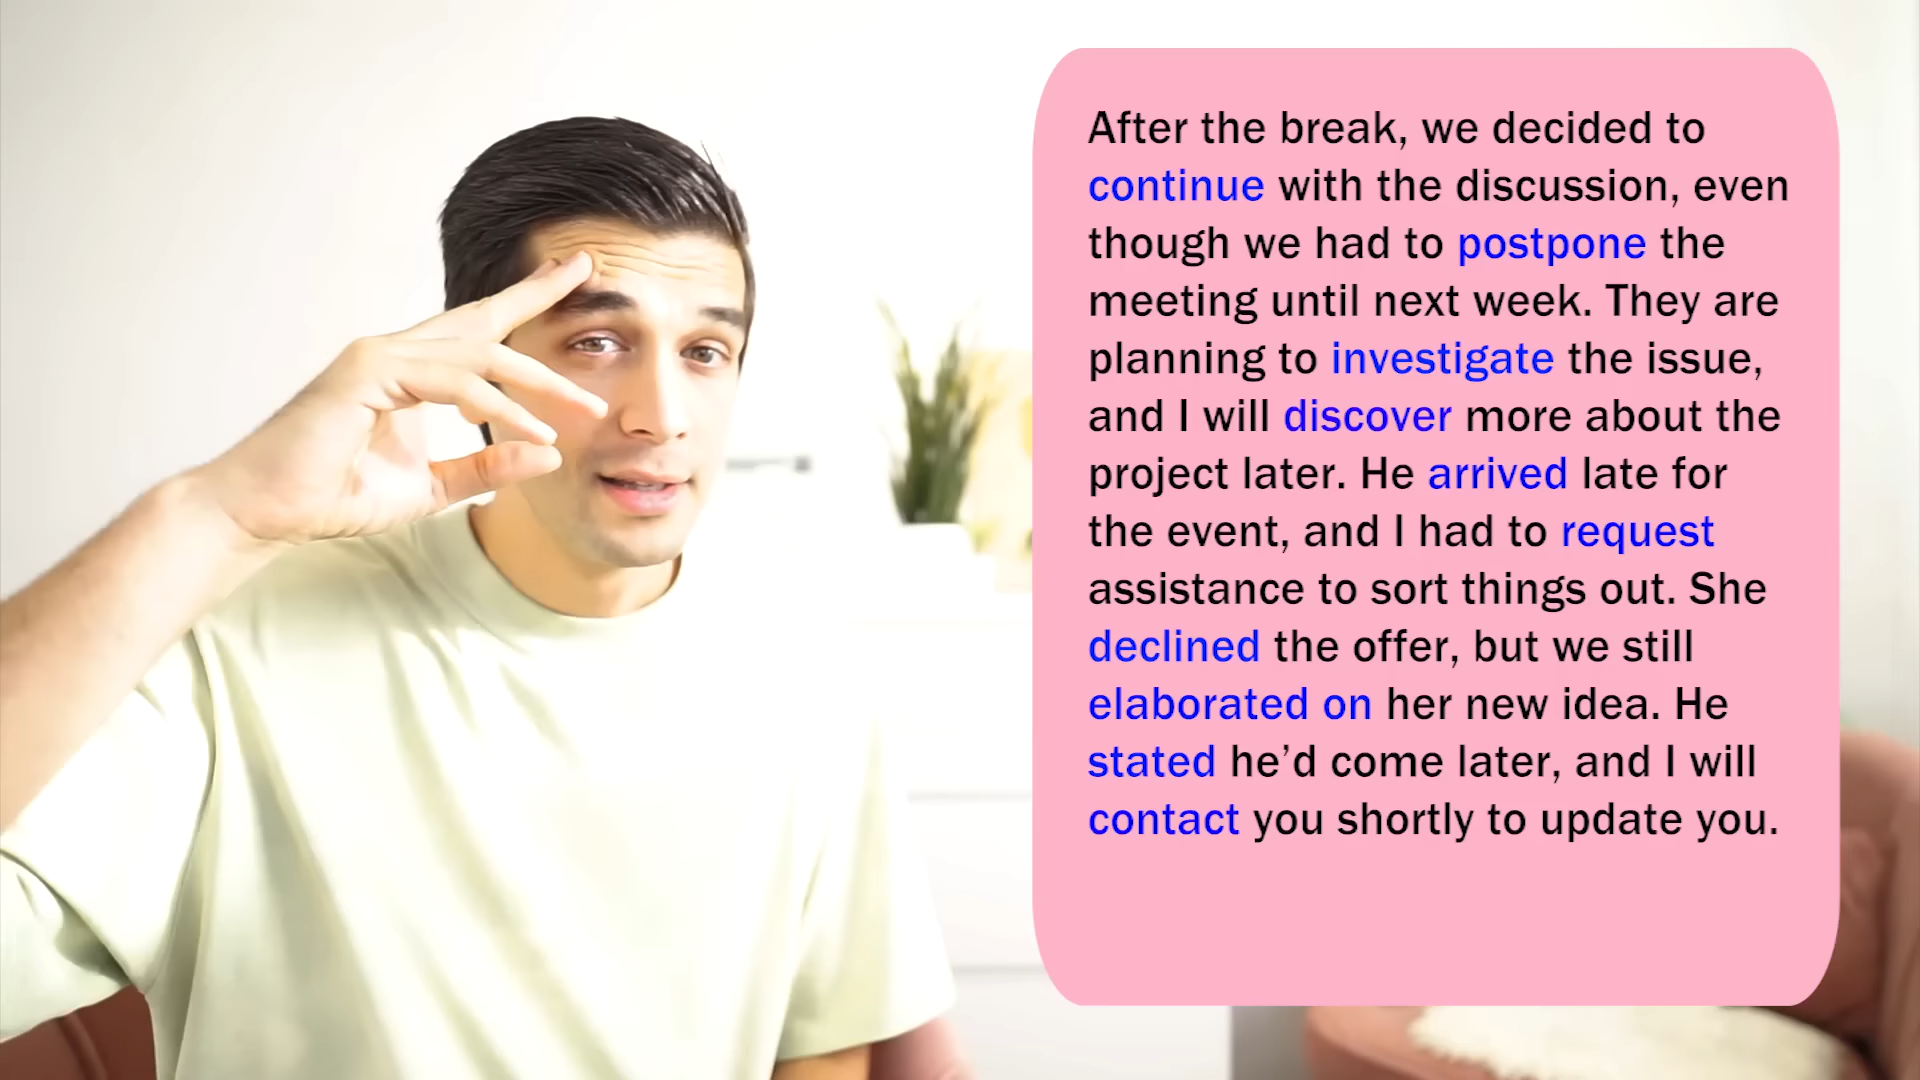 After the break, we decided to
continue with the discussion, even
though we had to postpone the
meeting until next week. They are
planning to investigate the issue,
and I will discover more about the
project later. He arrived late for
the event, and I had to request
assistance to sort things out. She
declined the offer, but we still
elaborated on her new idea. He
stated he’d come later, and I will
contact you shortly to update you.